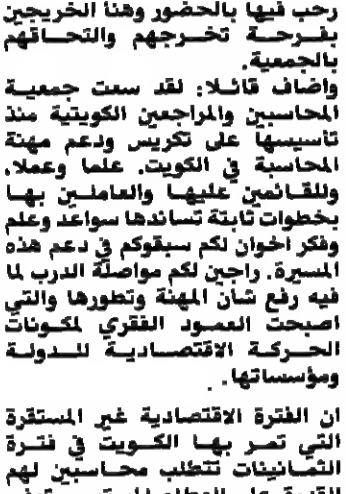 رحب فيها بالحضور وهنأ الخريجين
بفرحة تخرجهم والتحاقهم
بالجمعية.
واضاف قائلا: لقد سعت جمعية
المحاسبين والمراجعين الكويتية منذ
تأسيسها على تكريس ودعم مهنة
المحاسبة في الكويت. علما وعملا.
وللقائمين عليها والعاملين بها
بخطوات ثابتة تساندها سواعد وعلم
وفكر اخوان لكم سبقوكم في دعم هذه
المسيرة. راجين لكم مواصلة الدرب لما
فيه رفع شأن المهنة وتطورها والتي
اصبحت العمود الفقري لمكونات
الحركة الاقتصادية للدولة
ومؤسساتها.
ان الفترة الاقتصادية غير المستقرة
التي تمر بها الكويت في فترة
الثمانينات تتطلب محاسبين لهم